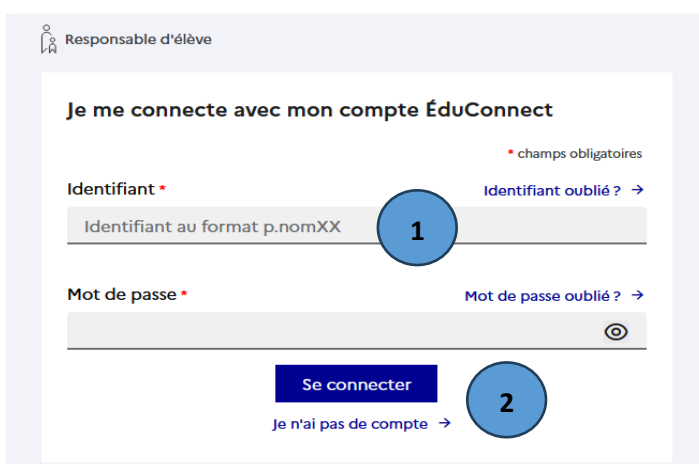 Responsable d'élève
Je me connecte avec mon compte ÉduConnect
* champs obligatoires
Identifiant * Identifiant oublié ? →
Identifiant au format p.nomXX 1
Mot de passe * Mot de passe oublié ? →
Se connecter
2
Je n'ai pas de compte →